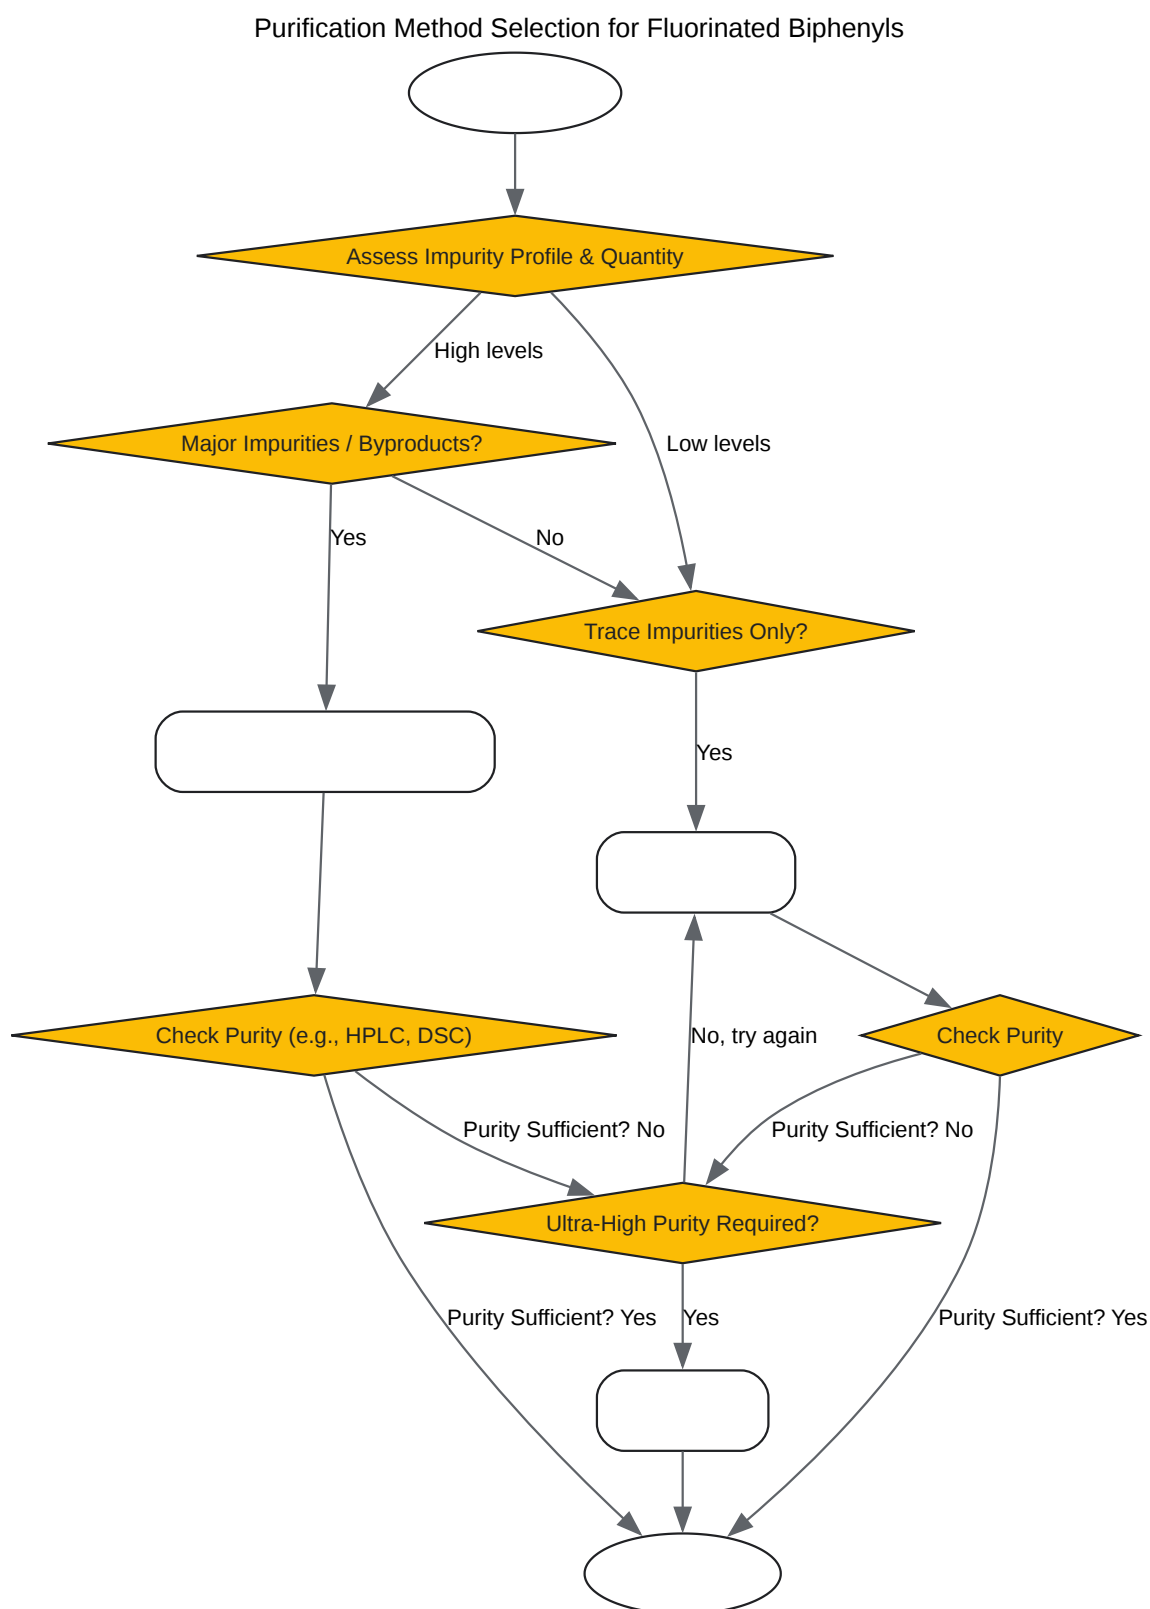 Purification Method Selection for Fluorinated Biphenyls
Assess Impurity Profile & Quantity
High levels
Low levels
Major Impurities / Byproducts?
Yes
No
Trace Impurities Only?
Yes
Check Purity (e.g., HPLC, DSC)
No, try again
Check Purity
Purity Sufficient? No
Purity Sufficient? No
Ultra-High Purity Required?
Purity Sufficient? Yes
Yes
Purity Sufficient? Yes